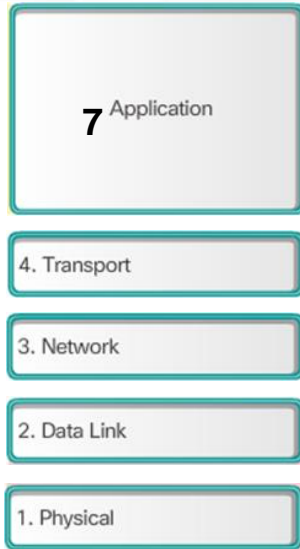 7 Application
4. Transport
3. Network
2. Data Link
1. Physical